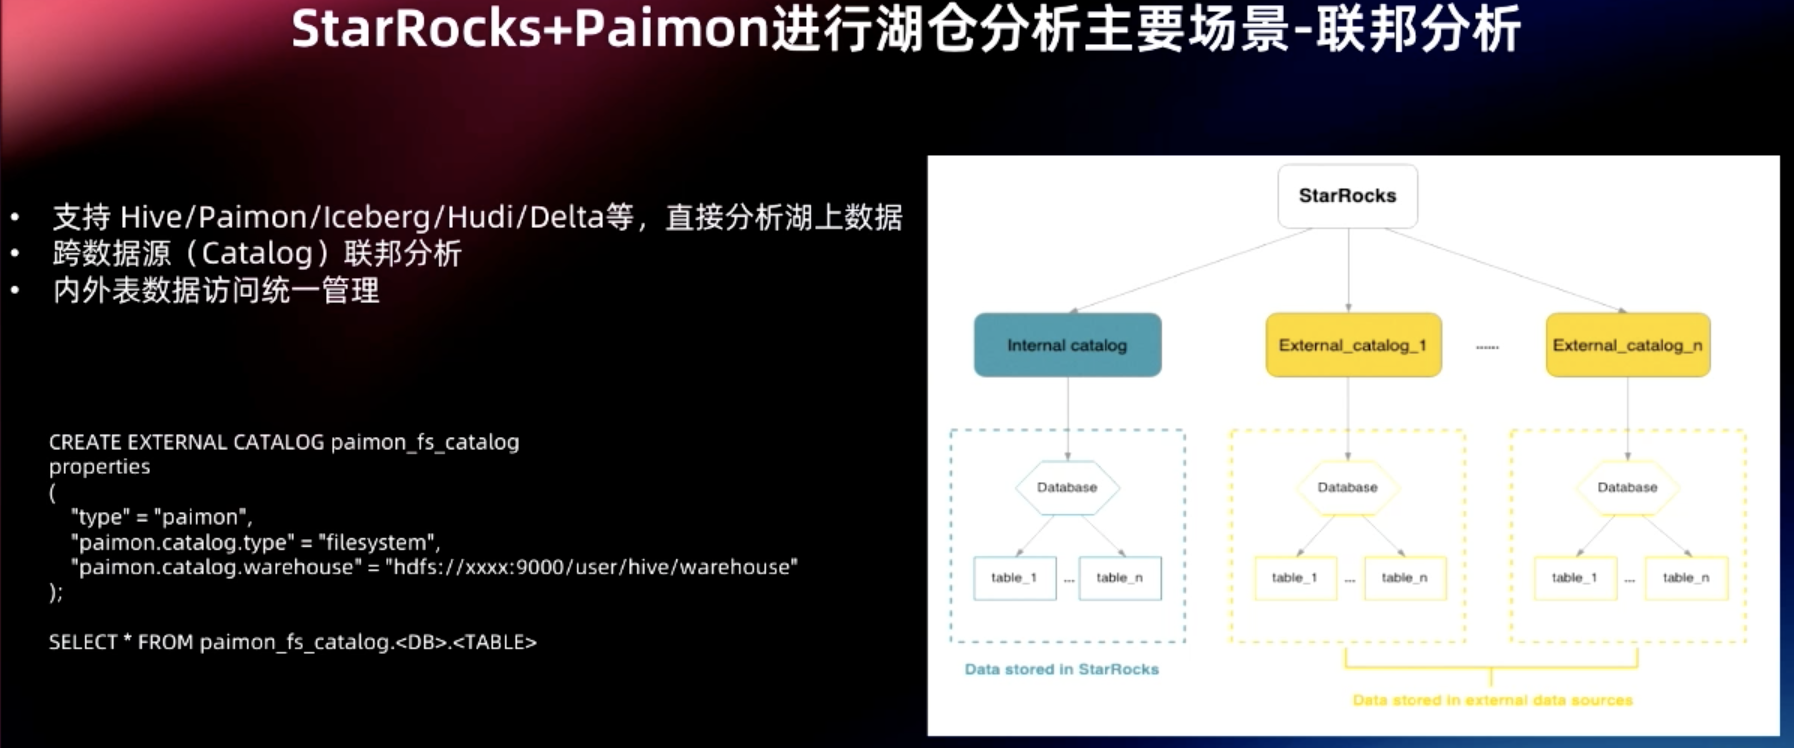 StarRocks+Paimon进行湖仓分析主要场景-联邦分析
• 支持 Hive/Paimon/Iceberg/Hudi/Delta等，直接分析湖上数据
• 跨数据源（Catalog）联邦分析
• 内外表数据访问统一管理
CREATE EXTERNAL CATALOG paimon_fs_catalog
properties
(
"type" = "paimon",
"paimon.catalog.type" = "filesystem",
"paimon.catalog.warehouse" = "hdfs://xxxx:9000/user/hive/warehouse"
);
SELECT * FROM paimon_fs_catalog.<DB>.<TABLE>
StarRocks
Internal catalog
External_catalog_1
......
External_catalog_n
Database
Database
Database
table_1 ... table_n
table_1 ... table_n
table_1 ... table_n
Data stored in StarRocks
Data stored in external data sources